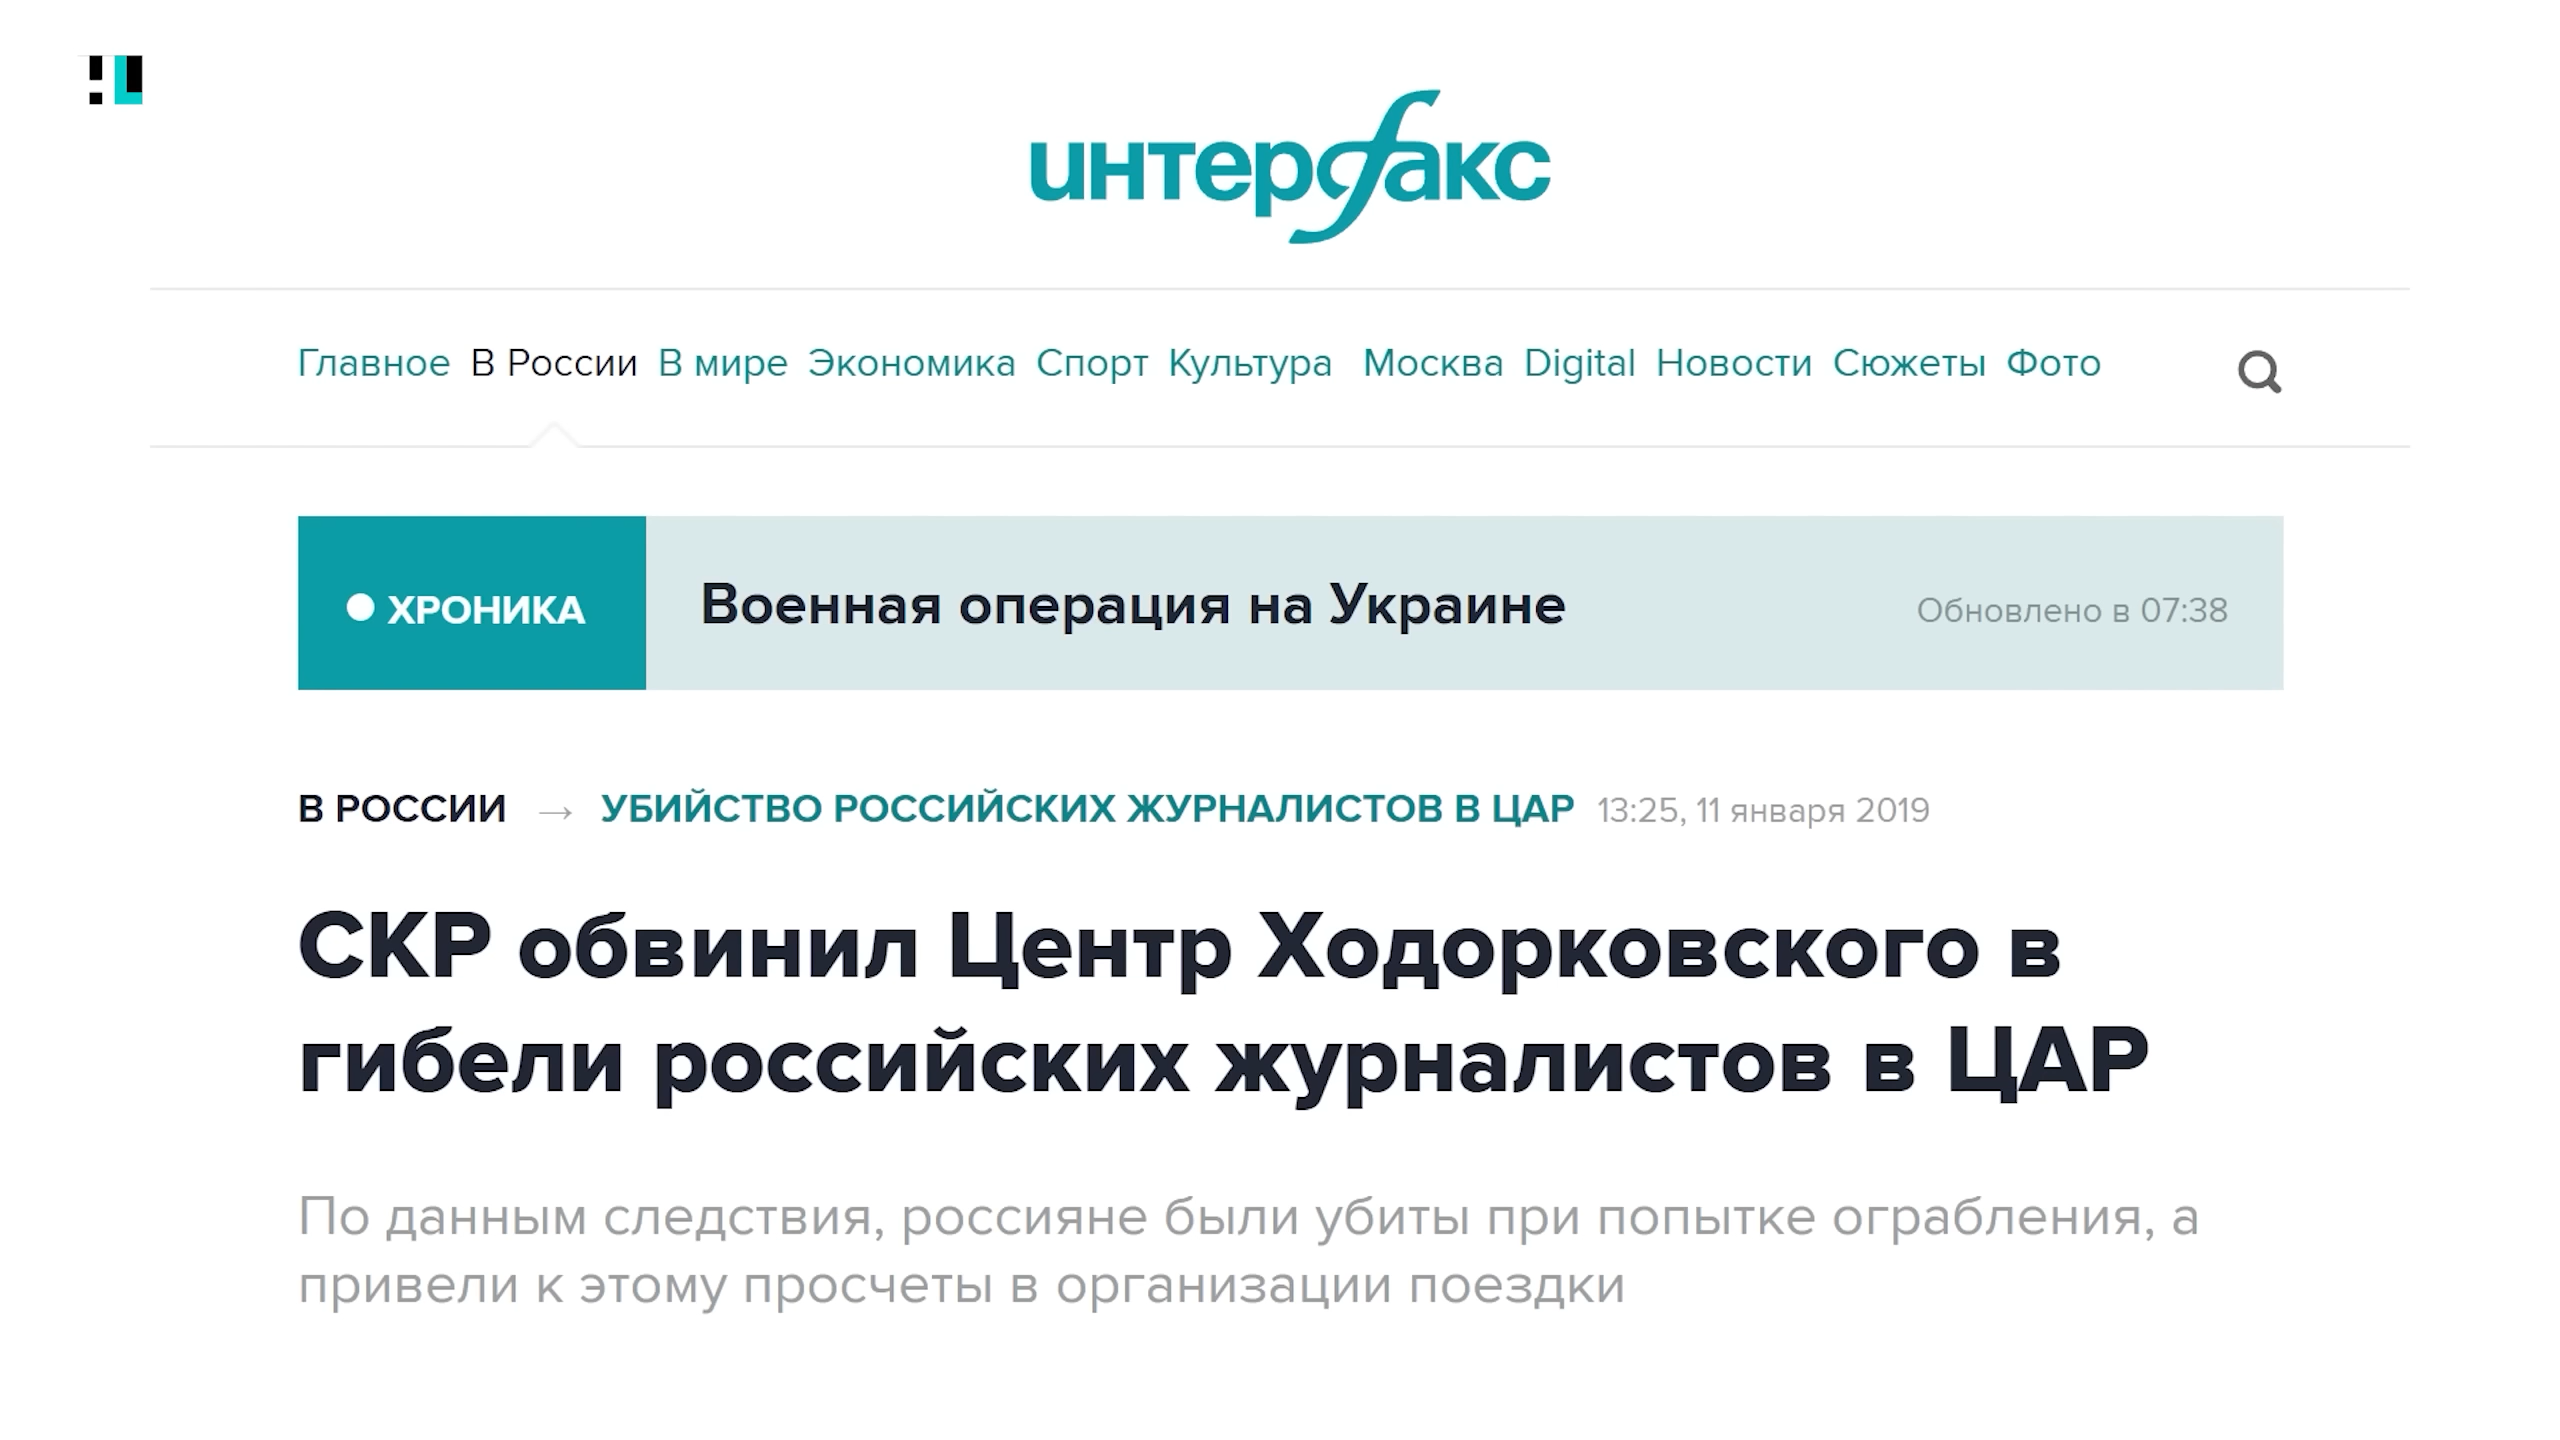 интерфакс
Главное В России В мире Экономика Спорт Культура Москва Digital Новости Сюжеты Фото
ХРОНИКА Военная операция на Украине Обновлено в 07:38
В РОССИИ → УБИЙСТВО РОССИЙСКИХ ЖУРНАЛИСТОВ В ЦАР 13:25, 11 января 2019
СКР обвинил Центр Ходорковского в
гибели российских журналистов в ЦАР
По данным следствия, россияне были убиты при попытке ограбления, а
привели к этому просчеты в организации поездки